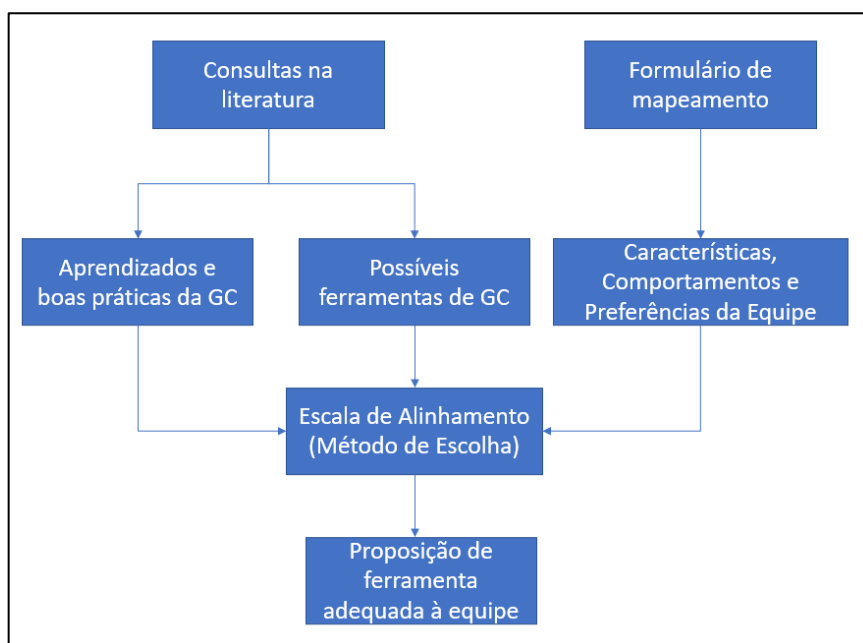 Consultas na
literatura
Formulário de
mapeamento
Aprendizados e
boas práticas da GC
Possíveis
ferramentas de GC
Características,
Comportamentos e
Preferências da Equipe
Escala de Alinhamento
(Método de Escolha)
Proposição de
ferramenta
adequada à equipe